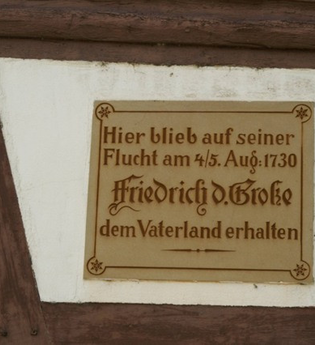 Hier blieb auf seiner
Flucht am 4/5. Aug: 1730
Friedrich d. Große
dem Vaterland erhalten